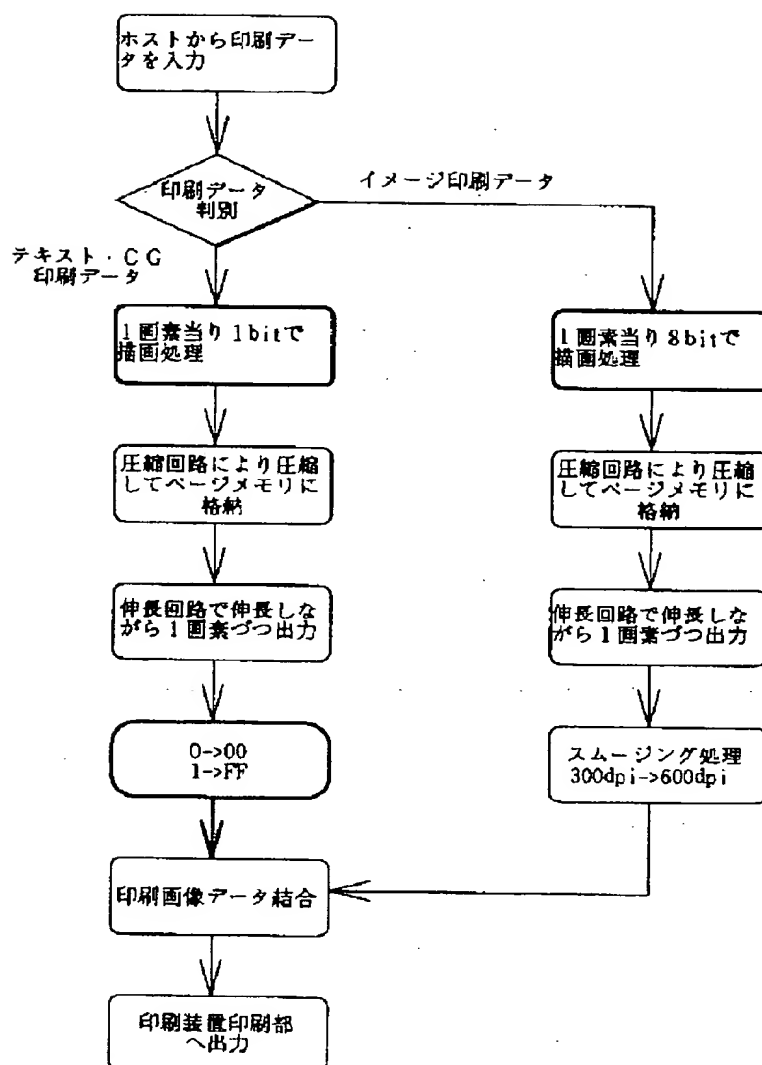 ホストから印刷デー
タを入力
印刷データ
判別
イメージ印刷データ
テキスト・CG
印刷データ
1画素当り1bitで
描画処理
1画素当り8bitで
描画処理
圧縮回路により圧縮
してページメモリに
格納
圧縮回路により圧縮
してページメモリに
格納
伸長回路で伸長しな
がら1画素づつ出力
伸長回路で伸長しな
がら1画素づつ出力
0->00
1->FF
スムージング処理
300dpi->600dpi
印刷画像データ結合
印刷装置印刷部
へ出力